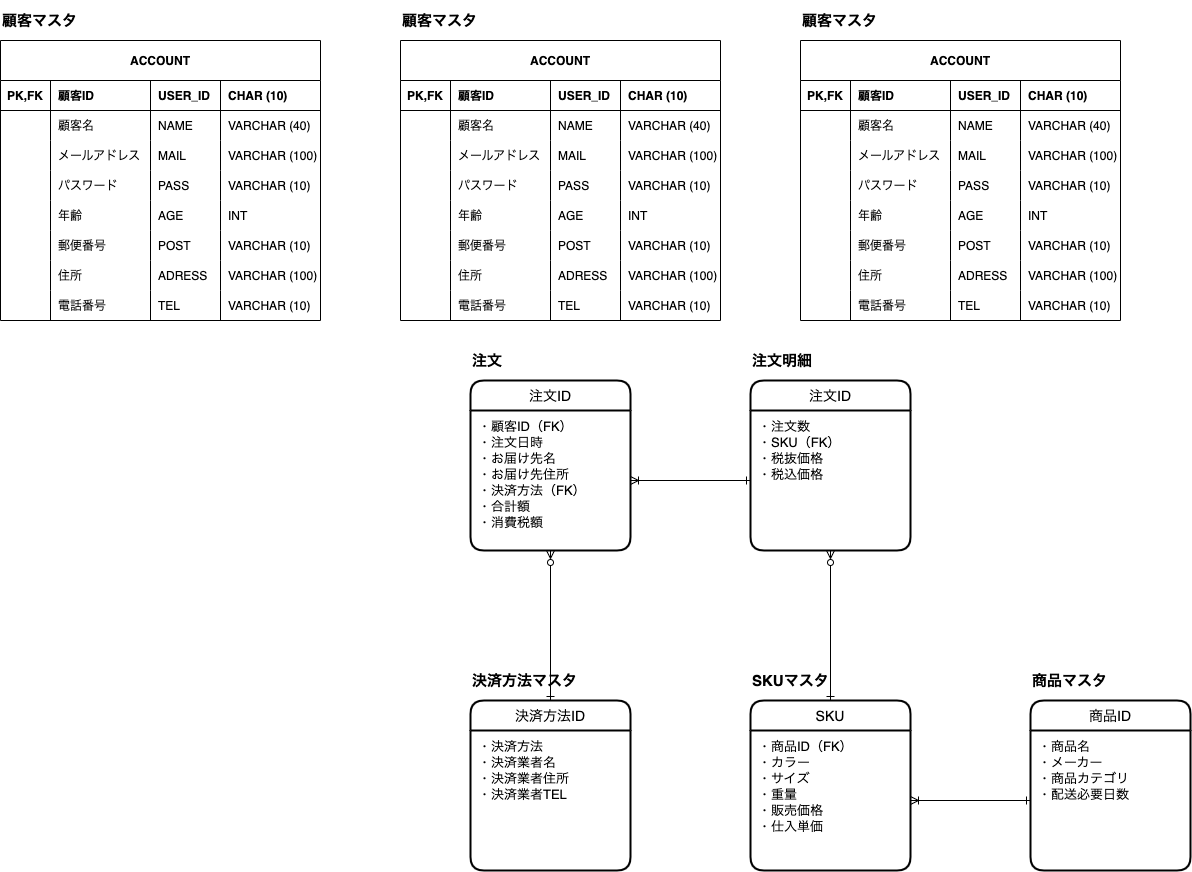 顧客マスタ
ACCOUNT
PK,FK 顧客ID USER_ID CHAR (10)
顧客名 NAME VARCHAR (40)
メールアドレス MAIL VARCHAR (100)
パスワード PASS VARCHAR (10)
年齢 AGE INT
郵便番号 POST VARCHAR (10)
住所 ADRESS VARCHAR (100)
電話番号 TEL VARCHAR (10)
顧客マスタ
ACCOUNT
PK,FK 顧客ID USER_ID CHAR (10)
顧客名 NAME VARCHAR (40)
メールアドレス MAIL VARCHAR (100)
パスワード PASS VARCHAR (10)
年齢 AGE INT
郵便番号 POST VARCHAR (10)
住所 ADRESS VARCHAR (100)
電話番号 TEL VARCHAR (10)
顧客マスタ
ACCOUNT
PK,FK 顧客ID USER_ID CHAR (10)
顧客名 NAME VARCHAR (40)
メールアドレス MAIL VARCHAR (100)
パスワード PASS VARCHAR (10)
年齢 AGE INT
郵便番号 POST VARCHAR (10)
住所 ADRESS VARCHAR (100)
電話番号 TEL VARCHAR (10)
注文
注文ID
・顧客ID（FK）
・注文日時
・お届け先名
・お届け先住所
・決済方法（FK）
・合計額
・消費税額
注文明細
注文ID
・注文数
・SKU（FK）
・税抜価格
・税込価格
決済方法マスタ
決済方法ID
・決済方法
・決済業者名
・決済業者住所
・決済業者TEL
SKUマスタ
SKU
・商品ID（FK）
・カラー
・サイズ
・重量
・販売価格
・仕入単価
商品マスタ
商品ID
・商品名
・メーカー
・商品カテゴリ
・配送必要日数